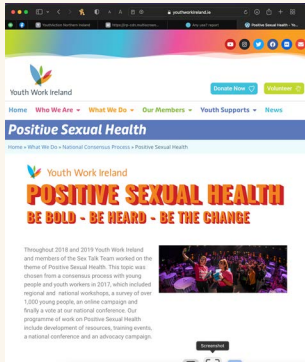 youthworkireland.ie
Positive Sexual Health - Yo...
Youth Work Ireland
Donate Now
Volunteer
Home Who We Are What We Do Our Members Youth Supports News
Positive Sexual Health
Home » What We Do » National Consensus Process » Positive Sexual Health
Youth Work Ireland
POSITIVE SEXUAL HEALTH
BE BOLD - BE HEARD - BE THE CHANGE
Throughout 2018 and 2019 Youth Work Ireland
and members of the Sex Talk Team worked on the
theme of Positive Sexual Health. This topic was
chosen from a consensus process with young
people and youth workers in 2017, which included
regional and national workshops, a survey of over
1,000 young people, an online campaign and
finally a vote at our national conference. Our
programme of work on Positive Sexual Health
include development of resources, training events,
a national conference and an advocacy campaign.
Screenshot